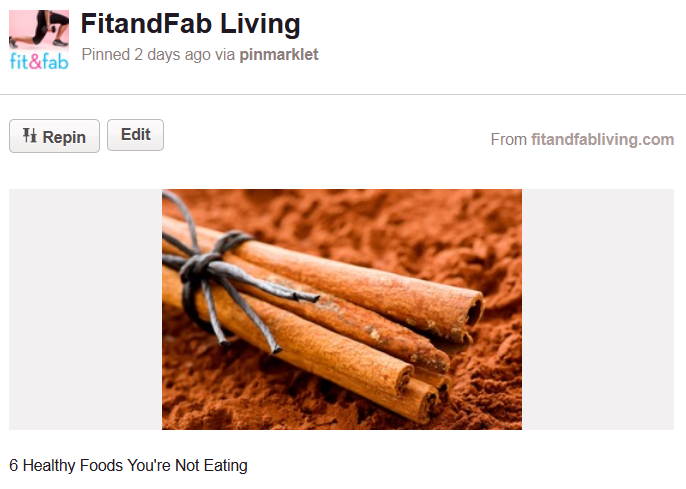 FitandFab Living
fit&fab
Pinned 2 days ago via pinmarklet
Repin
Edit
From fitandfabliving.com
6 Healthy Foods You're Not Eating